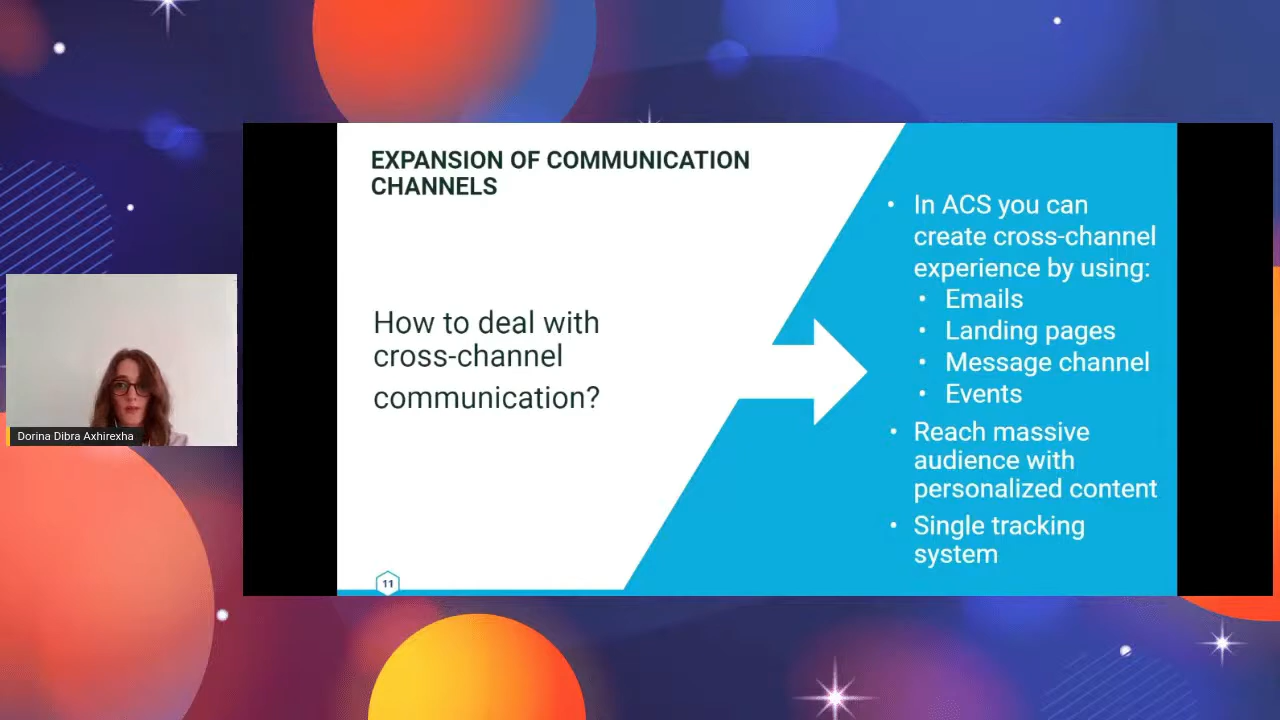 EXPANSION OF COMMUNICATION
CHANNELS
How to deal with
cross-channel
communication?
• In ACS you can
create cross-channel
experience by using:
• Emails
• Landing pages
• Message channel
• Events
• Reach massive
audience with
personalized content
• Single tracking
system
11
Dorina Dibra Axhirexha